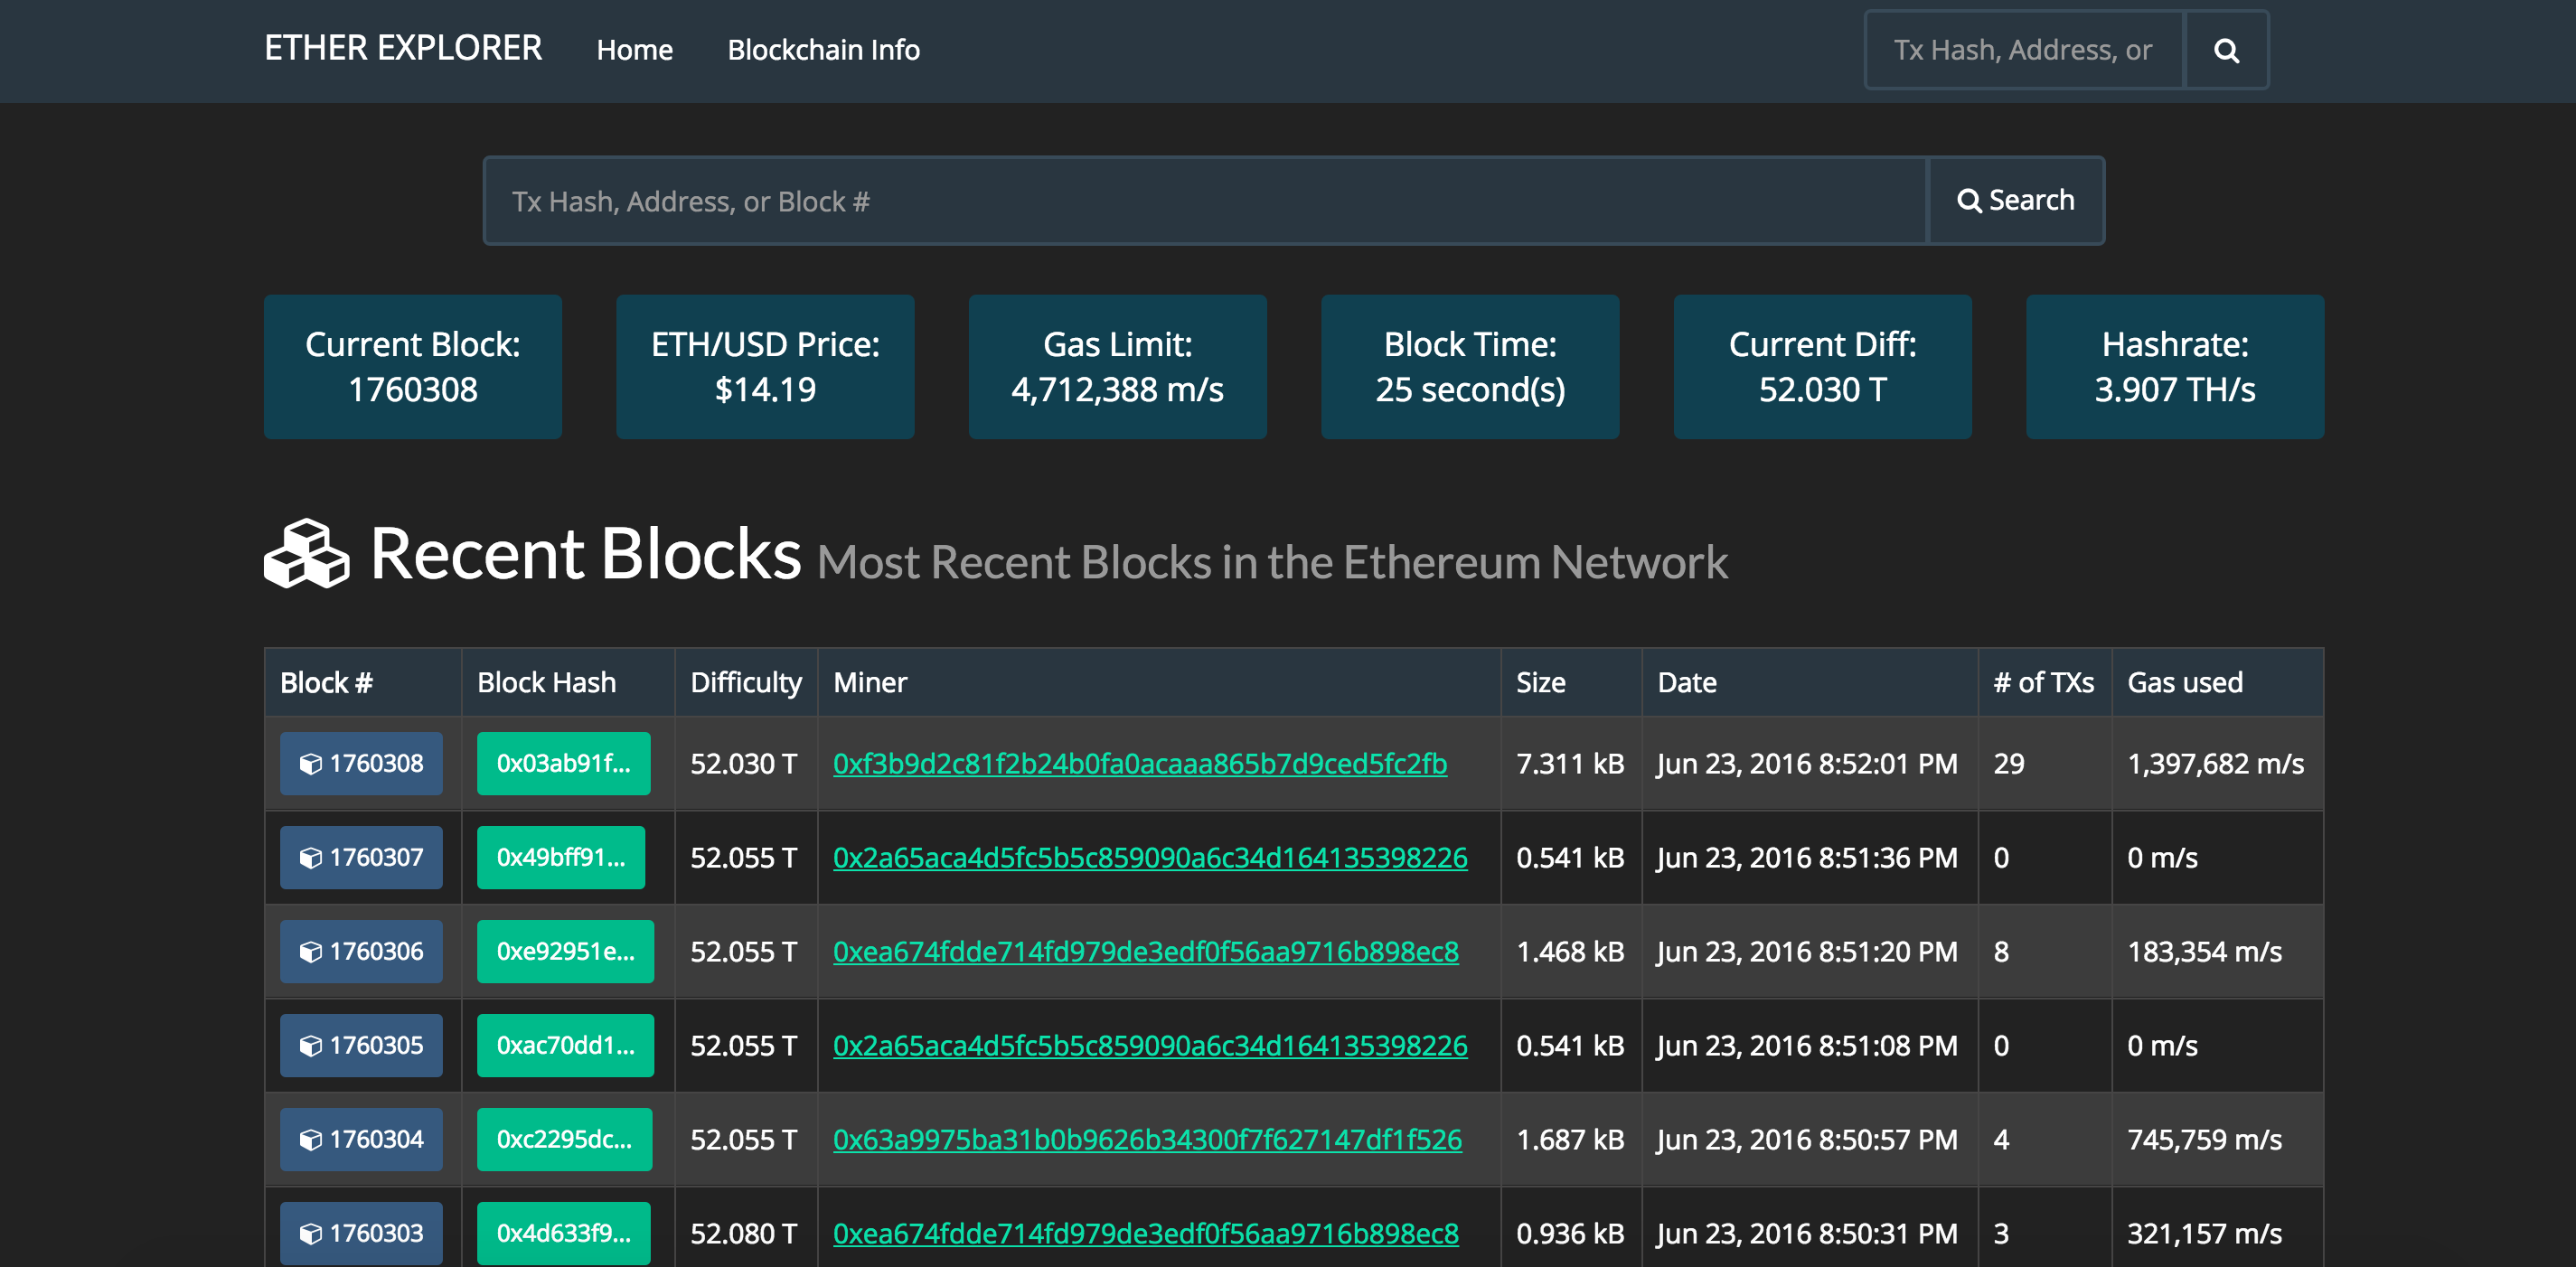 ETHER EXPLORER Home Blockchain Info Tx Hash, Address, or
Tx Hash, Address, or Block # Search
Current Block: ETH/USD Price: Gas Limit: Block Time: Current Diff: Hashrate:
1760308 $14.19 4,712,388 m/s 25 second(s) 52.030 T 3.907 TH/s
Recent Blocks Most Recent Blocks in the Ethereum Network
Block # Block Hash Difficulty Miner Size Date # of TXs Gas used
1760308 0x03ab91f... 52.030 T 0xf3b9d2c81f2b24b0fa0acaaa865b7d9ced5fc2fb 7.311 kB Jun 23, 2016 8:52:01 PM 29 1,397,682 m/s
1760307 0x49bff91... 52.055 T 0x2a65aca4d5fc5b5c859090a6c34d164135398226 0.541 kB Jun 23, 2016 8:51:36 PM 0 0 m/s
1760306 0xe92951e... 52.055 T 0xea674fdde714fd979de3edf0f56aa9716b898ec8 1.468 kB Jun 23, 2016 8:51:20 PM 8 183,354 m/s
1760305 0xac70dd1... 52.055 T 0x2a65aca4d5fc5b5c859090a6c34d164135398226 0.541 kB Jun 23, 2016 8:51:08 PM 0 0 m/s
1760304 0xc2295dc... 52.055 T 0x63a9975ba31b0b9626b34300f7f627147df1f526 1.687 kB Jun 23, 2016 8:50:57 PM 4 745,759 m/s
1760303 0x4d633f9... 52.080 T 0xea674fdde714fd979de3edf0f56aa9716b898ec8 0.936 kB Jun 23, 2016 8:50:31 PM 3 321,157 m/s